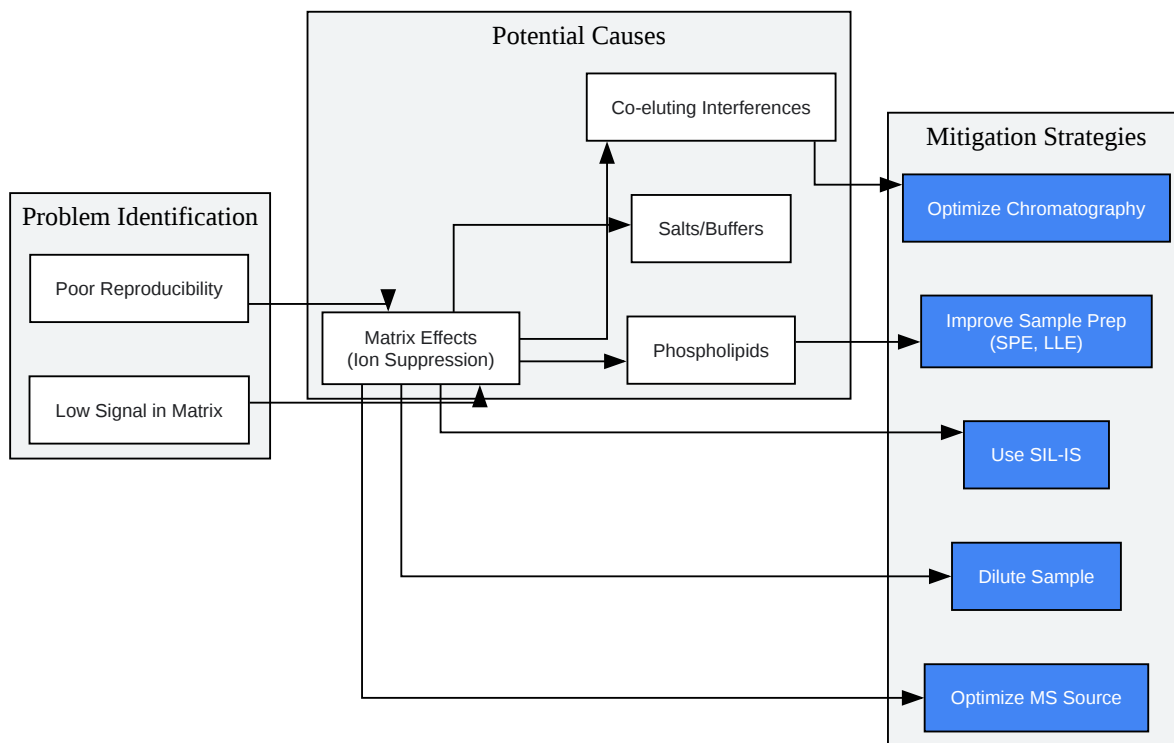 Potential Causes
Co-eluting Interferences
Salts/Buffers
Matrix Effects
(Ion Suppression)
Phospholipids
Problem Identification
Poor Reproducibility
Low Signal in Matrix
Mitigation Strategies
Optimize Chromatography
Improve Sample Prep
(SPE, LLE)
Use SIL-IS
Dilute Sample
Optimize MS Source